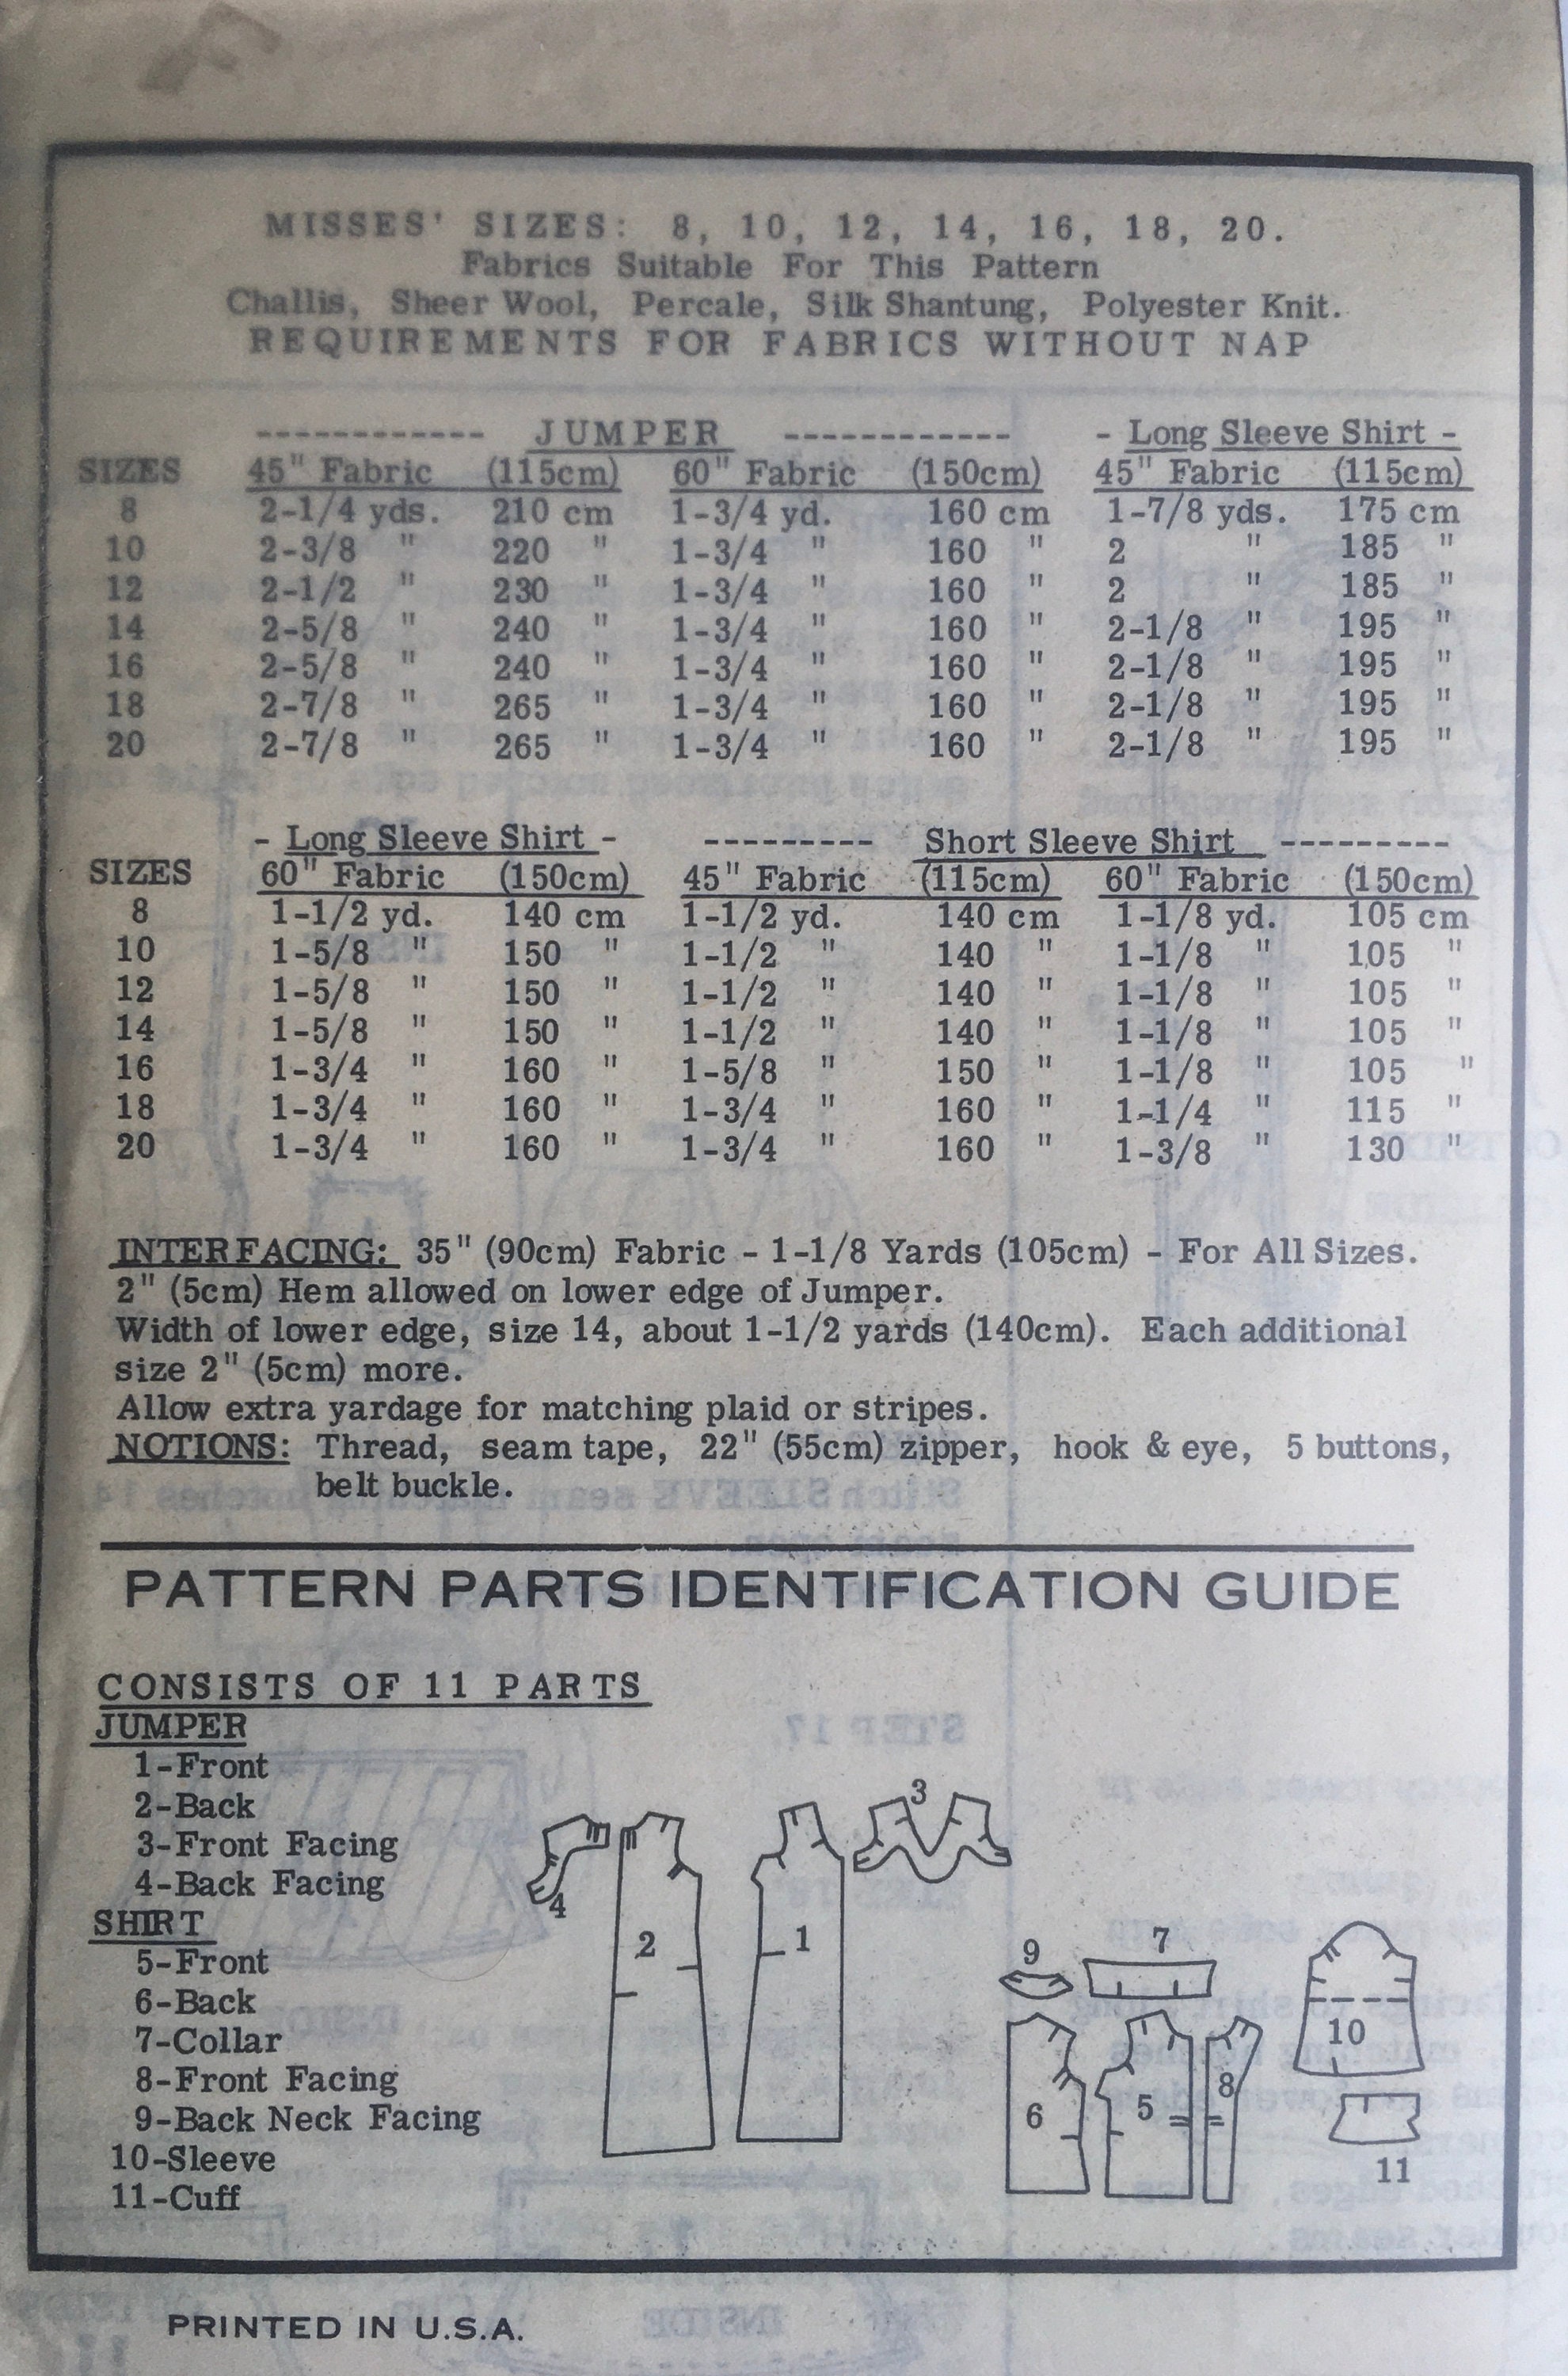 MISSES' SIZES: 8, 10, 12, 14, 16, 18, 20.
Fabrics Suitable For This Pattern
Challis, Sheer Wool, Percale, Silk Shantung, Polyester Knit.
REQUIREMENTS FOR FABRICS WITHOUT NAP
------------ JUMPER ------------ - Long Sleeve Shirt -
SIZES 45" Fabric (115cm) 60" Fabric (150cm) 45" Fabric (115cm)
8 2-1/4 yds. 210 cm 1-3/4 yd. 160 cm 1-7/8 yds. 175 cm
10 2-3/8 " 220 " 1-3/4 " 160 " 2 " 185 "
12 2-1/2 " 230 " 1-3/4 " 160 " 2 " 185 "
14 2-5/8 " 240 " 1-3/4 " 160 " 2-1/8 " 195 "
16 2-5/8 " 240 " 1-3/4 " 160 " 2-1/8 " 195 "
18 2-7/8 " 265 " 1-3/4 " 160 " 2-1/8 " 195 "
20 2-7/8 " 265 " 1-3/4 " 160 " 2-1/8 " 195 "
- Long Sleeve Shirt - --------- Short Sleeve Shirt ---------
SIZES 60" Fabric (150cm) 45" Fabric (115cm) 60" Fabric (150cm)
8 1-1/2 yd. 140 cm 1-1/2 yd. 140 cm 1-1/8 yd. 105 cm
10 1-5/8 " 150 " 1-1/2 " 140 " 1-1/8 " 105 "
12 1-5/8 " 150 " 1-1/2 " 140 " 1-1/8 " 105 "
14 1-5/8 " 150 " 1-1/2 " 140 " 1-1/8 " 105 "
16 1-3/4 " 160 " 1-5/8 " 150 " 1-1/8 " 105 "
18 1-3/4 " 160 " 1-3/4 " 160 " 1-1/4 " 115 "
20 1-3/4 " 160 " 1-3/4 " 160 " 1-3/8 " 130 "
INTERFACING: 35" (90cm) Fabric - 1-1/8 Yards (105cm) - For All Sizes.
2" (5cm) Hem allowed on lower edge of Jumper.
Width of lower edge, size 14, about 1-1/2 yards (140cm). Each additional
size 2" (5cm) more.
Allow extra yardage for matching plaid or stripes.
NOTIONS: Thread, seam tape, 22" (55cm) zipper, hook & eye, 5 buttons,
belt buckle.
PATTERN PARTS IDENTIFICATION GUIDE
CONSISTS OF 11 PARTS
JUMPER
1-Front
2-Back
3-Front Facing
4-Back Facing
SHIRT
5-Front
6-Back
7-Collar
8-Front Facing
9-Back Neck Facing
10-Sleeve
11-Cuff
3
4
2
1
9
7
10
6
5
8
11
PRINTED IN U.S.A.